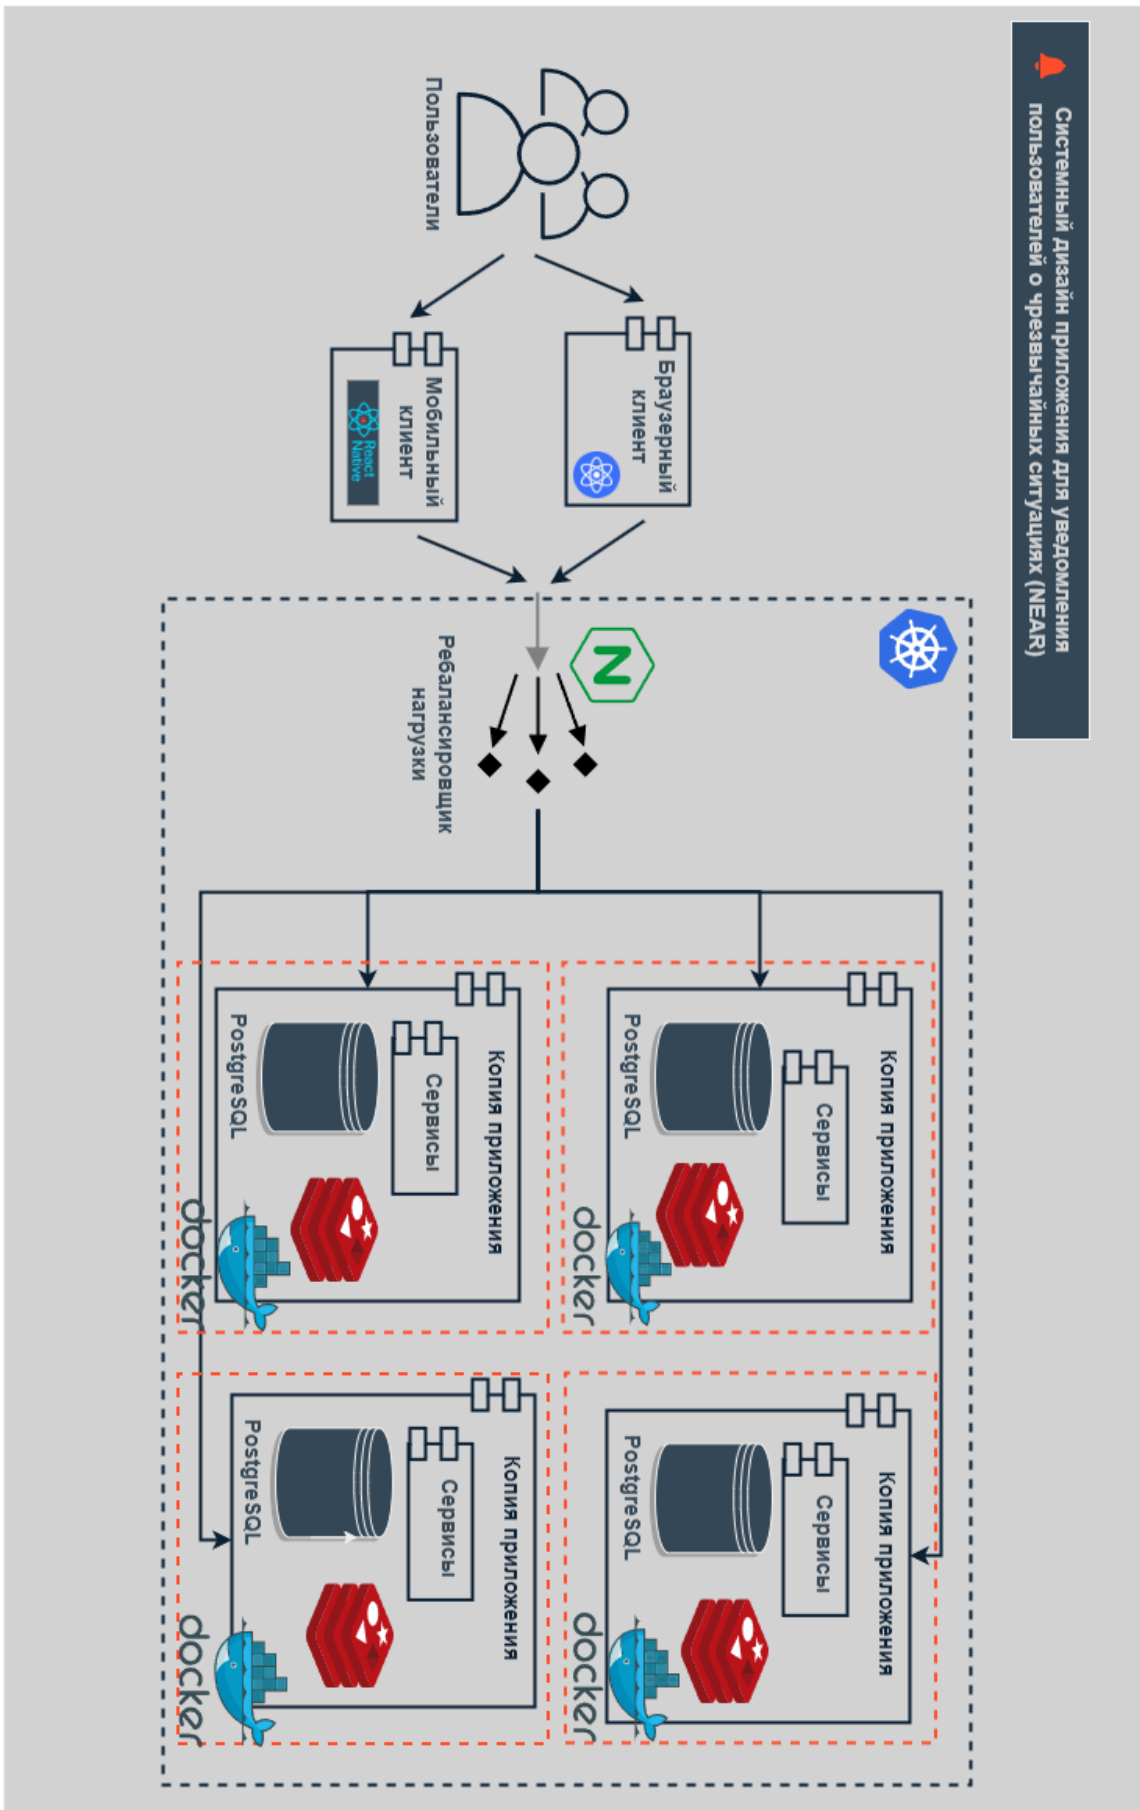 Системный дизайн приложения для уведомления
пользователей о чрезвычайных ситуациях (NEAR)
Пользователи
Браузерный
клиент
Мобильный
клиент
React
Native
N
Ребалансировщик
нагрузки
Копия приложения
Сервисы
PostgreSQL
docker
Копия приложения
Сервисы
PostgreSQL
docker
Копия приложения
Сервисы
PostgreSQL
docker
Копия приложения
Сервисы
PostgreSQL
docker